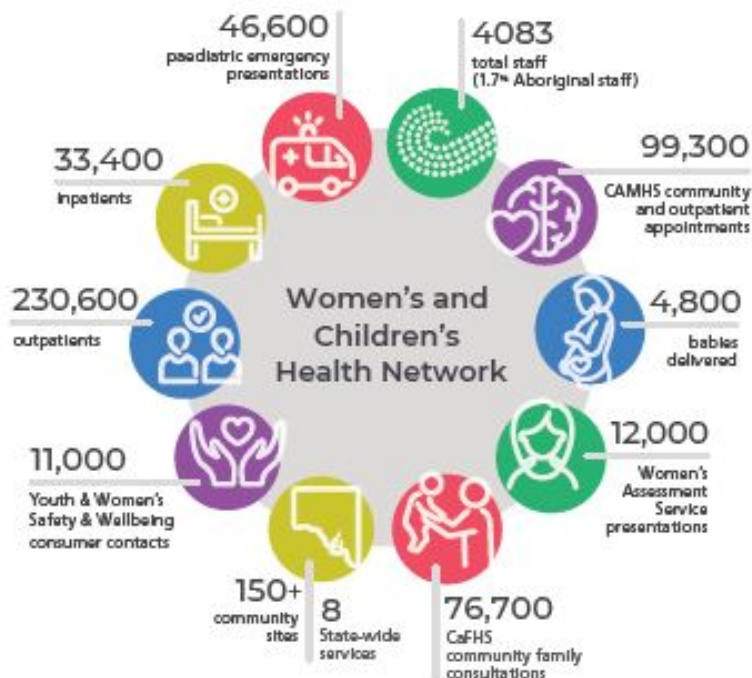 46,600
paediatric emergency
presentations
4083
total staff
(1.7% Aboriginal staff)
33,400
inpatients
99,300
CAMHS community
and outpatient
appointments
230,600
outpatients
Women's and
Children's
Health Network
4,800
babies
delivered
11,000
Youth & Women's
Safety & Wellbeing
consumer contacts
12,000
Women's
Assessment
Service
presentations
150+
community
sites
8
State-wide
services
76,700
CaFHS
community family
consultations